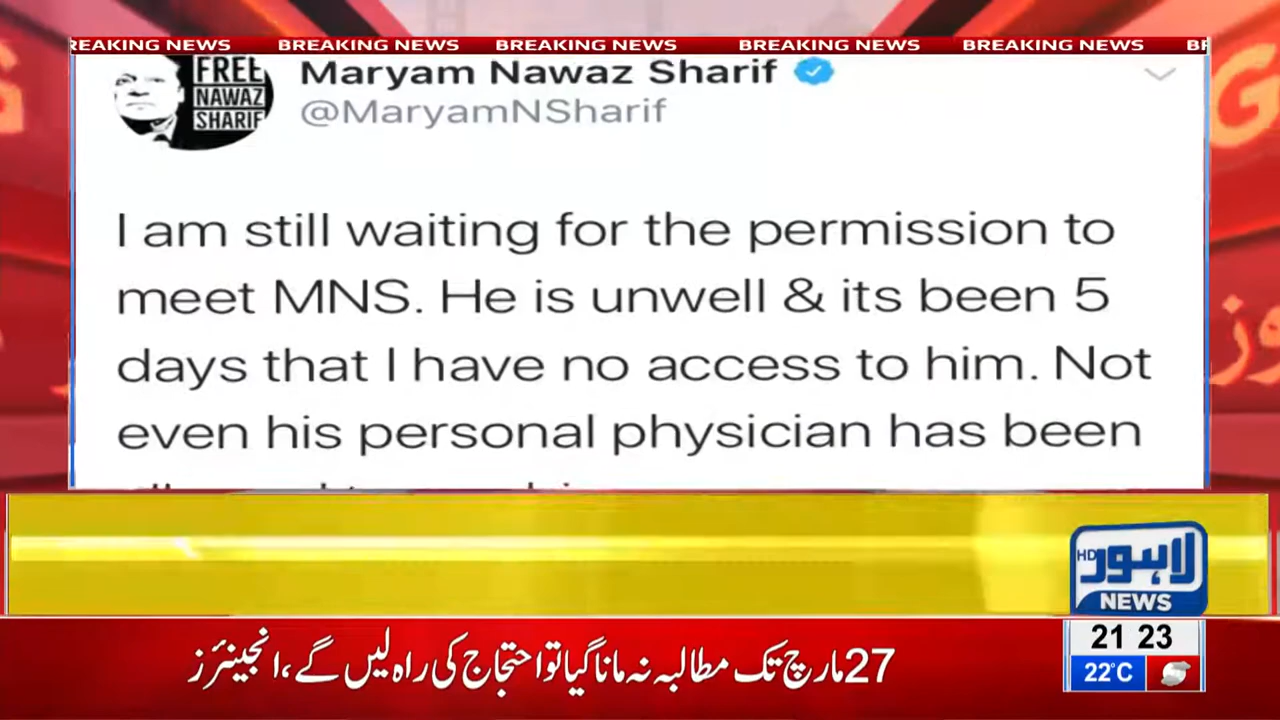 REAKING NEWS BREAKING NEWS BREAKING NEWS BREAKING NEWS BREAKING NEWS
FREE
NAWAZ
SHARIF
Maryam Nawaz Sharif
@MaryamNSharif
I am still waiting for the permission to
meet MNS. He is unwell & its been 5
days that I have no access to him. Not
even his personal physician has been
HD لاہور
NEWS
27 مارچ تک مطالبہ نہ مانا گیا تو احتجاج کی راہ لیں گے، انجینئرز
21 23
22°C